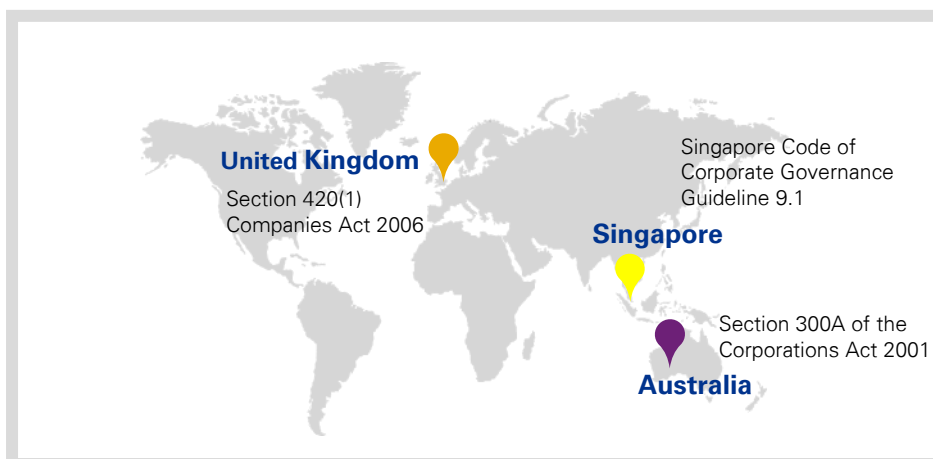 United Kingdom
Section 420(1)
Companies Act 2006
Singapore Code of
Corporate Governance
Guideline 9.1
Singapore
Section 300A of the
Corporations Act 2001
Australia